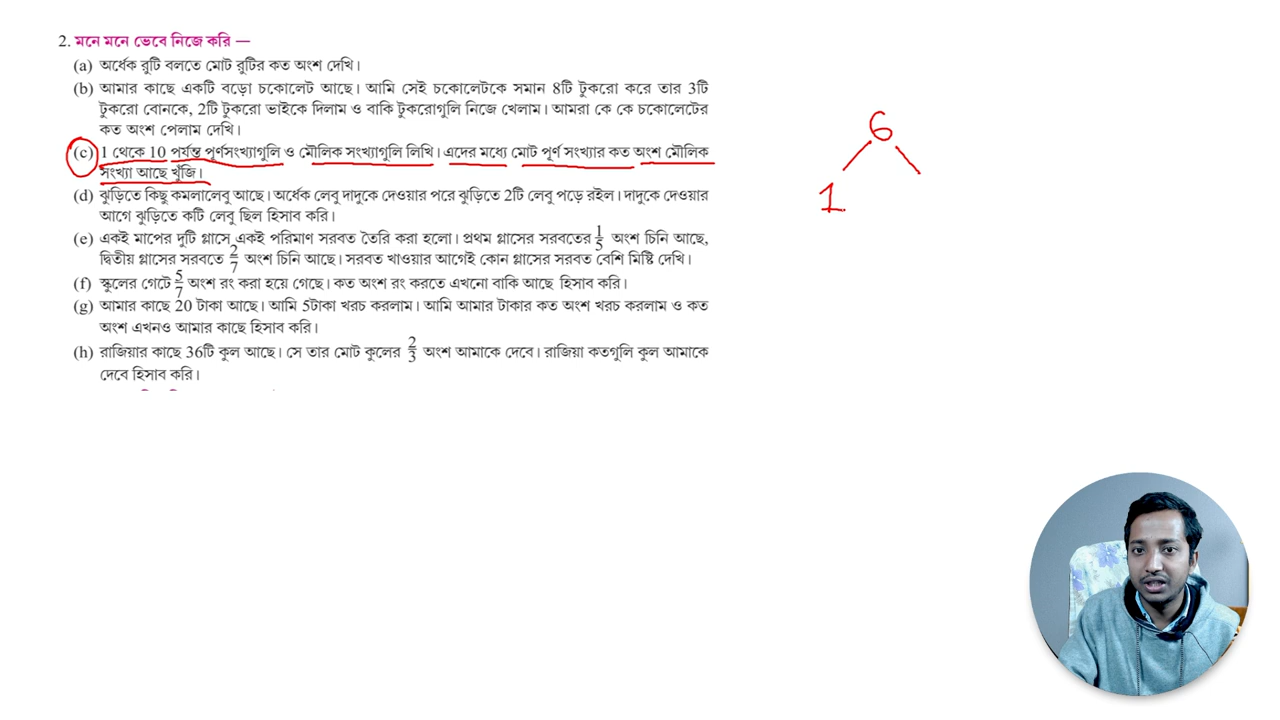 2. মনে মনে ভেবে নিজে করি —
(a) অর্ধেক রুটি বলতে মোট রুটির কত অংশ দেখি।
(b) আমার কাছে একটি বড়ো চকোলেট আছে। আমি সেই চকোলেটকে সমান 8টি টুকরো করে তার 3টি
টুকরো বোনকে, 2টি টুকরো ভাইকে দিলাম ও বাকি টুকরোগুলি নিজে খেলাম। আমরা কে কে চকোলেটের
কত অংশ পেলাম দেখি।
(c) 1 থেকে 10 পর্যন্ত পূর্ণসংখ্যাগুলি ও মৌলিক সংখ্যাগুলি লিখি। এদের মধ্যে মোট পূর্ণ সংখ্যার কত অংশ মৌলিক
সংখ্যা আছে খুঁজি।
(d) ঝুড়িতে কিছু কমলালেবু আছে। অর্ধেক লেবু দাদুকে দেওয়ার পরে ঝুড়িতে 2টি লেবু পড়ে রইল। দাদুকে দেওয়ার
আগে ঝুড়িতে কটি লেবু ছিল হিসাব করি।
(e) একই মাপের দুটি গ্লাসে একই পরিমাণ সরবত তৈরি করা হলো। প্রথম গ্লাসের সরবতের 1/5 অংশ চিনি আছে,
দ্বিতীয় গ্লাসের সরবতে 2/7 অংশ চিনি আছে। সরবত খাওয়ার আগেই কোন গ্লাসের সরবত বেশি মিষ্টি দেখি।
(f) স্কুলের গেটে 5/7 অংশ রং করা হয়ে গেছে। কত অংশ রং করতে এখনো বাকি আছে হিসাব করি।
(g) আমার কাছে 20 টাকা আছে। আমি 5টাকা খরচ করলাম। আমি আমার টাকার কত অংশ খরচ করলাম ও কত
অংশ এখনও আমার কাছে হিসাব করি।
(h) রাজিয়ার কাছে 36টি কুল আছে। সে তার মোট কুলের 2/3 অংশ আমাকে দেবে। রাজিয়া কতগুলি কুল আমাকে
দেবে হিসাব করি।
6
1